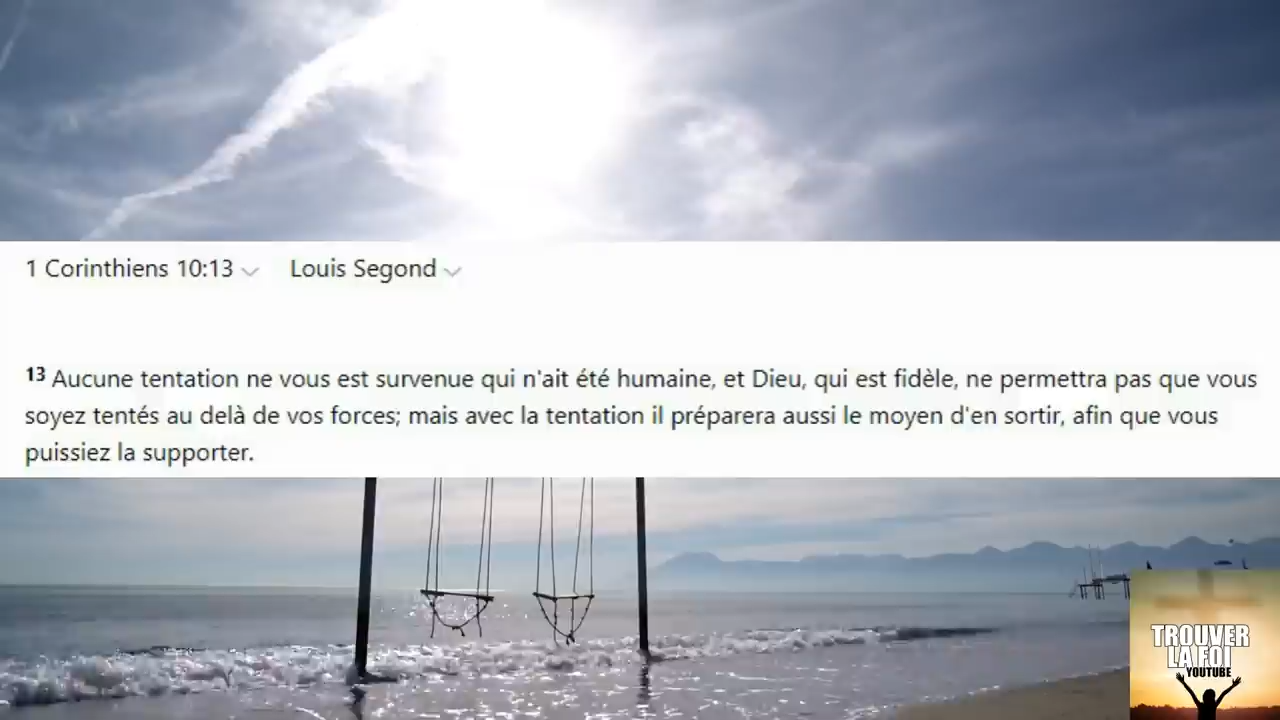 1 Corinthiens 10:13 Louis Segond
13 Aucune tentation ne vous est survenue qui n'ait été humaine, et Dieu, qui est fidèle, ne permettra pas que vous
soyez tentés au delà de vos forces; mais avec la tentation il préparera aussi le moyen d'en sortir, afin que vous
puissiez la supporter.
TROUVER
LA FOI
YOUTUBE